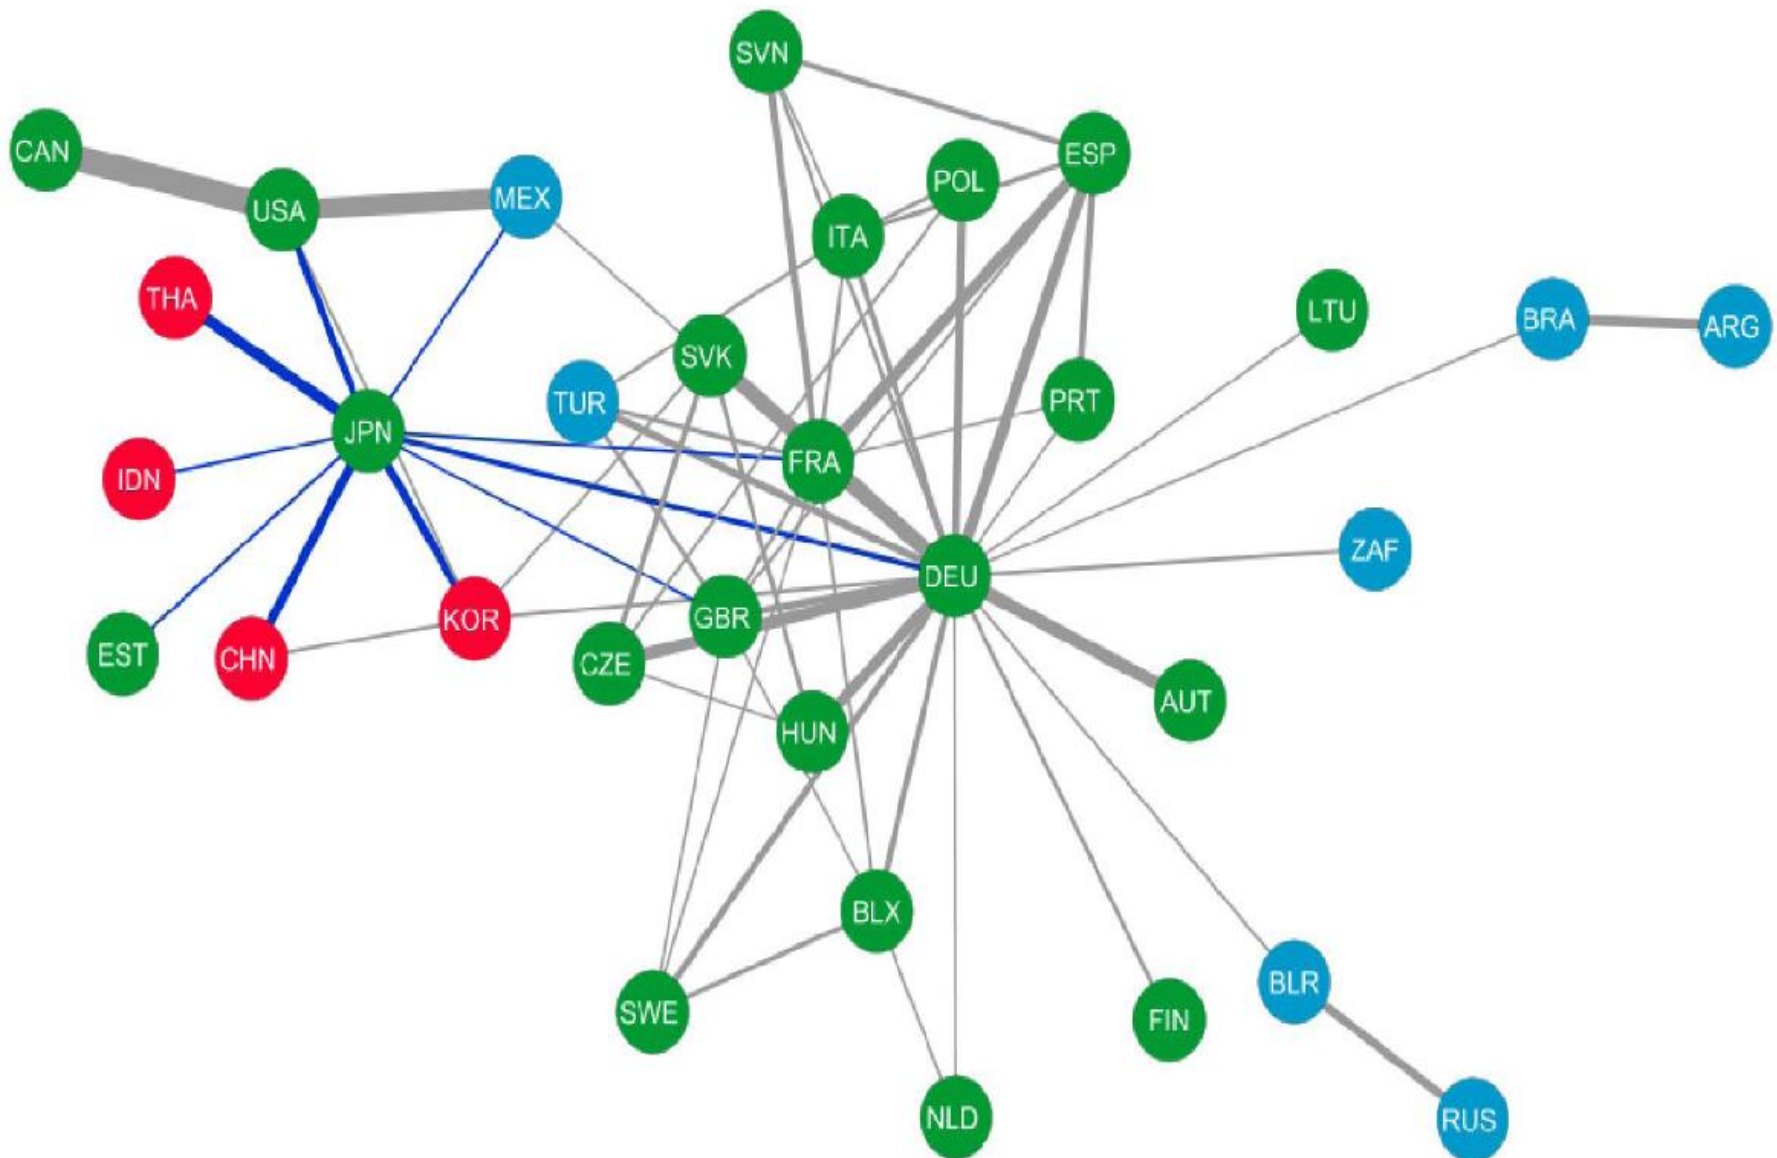 SVN
CAN
ESP
POL
MEX
USA
ITA
THA
LTU
BRA
ARG
SVK
TUR
PRT
JPN
FRA
IDN
ZAF
DEU
GBR
KOR
EST
CHN
CZE
AUT
HUN
BLX
BLR
SWE
FIN
NLD
RUS